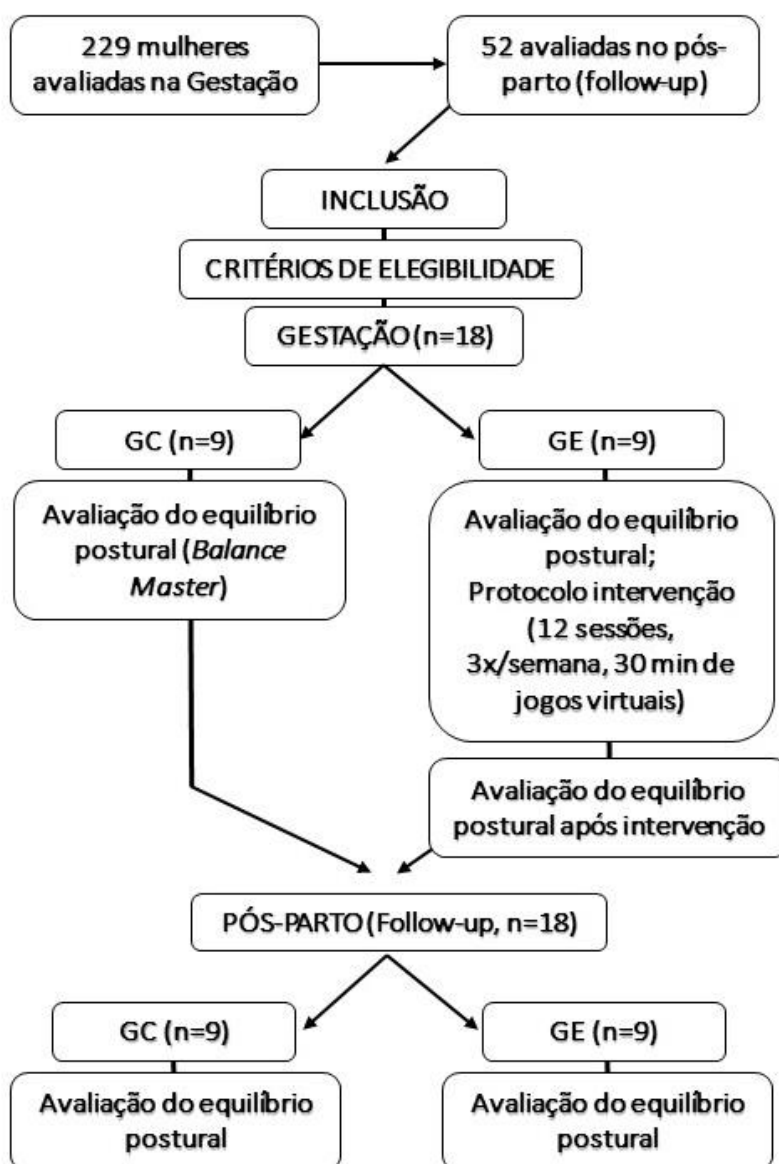 229 mulheres
avaliadas na Gestação
52 avaliadas no pós-
parto (follow-up)
INCLUSÃO
CRITÉRIOS DE ELEGIBILIDADE
GESTAÇÃO (n=18)
GC (n=9)
Avaliação do equilíbrio
postural (Balance
Master)
GE (n=9)
Avaliação do equilíbrio
postural;
Protocolo intervenção
(12 sessões,
3x/semana, 30 min de
jogos virtuais)
Avaliação do equilíbrio
postural após intervenção
PÓS-PARTO (Follow-up, n=18)
GC (n=9)
Avaliação do equilíbrio
postural
GE (n=9)
Avaliação do equilíbrio
postural